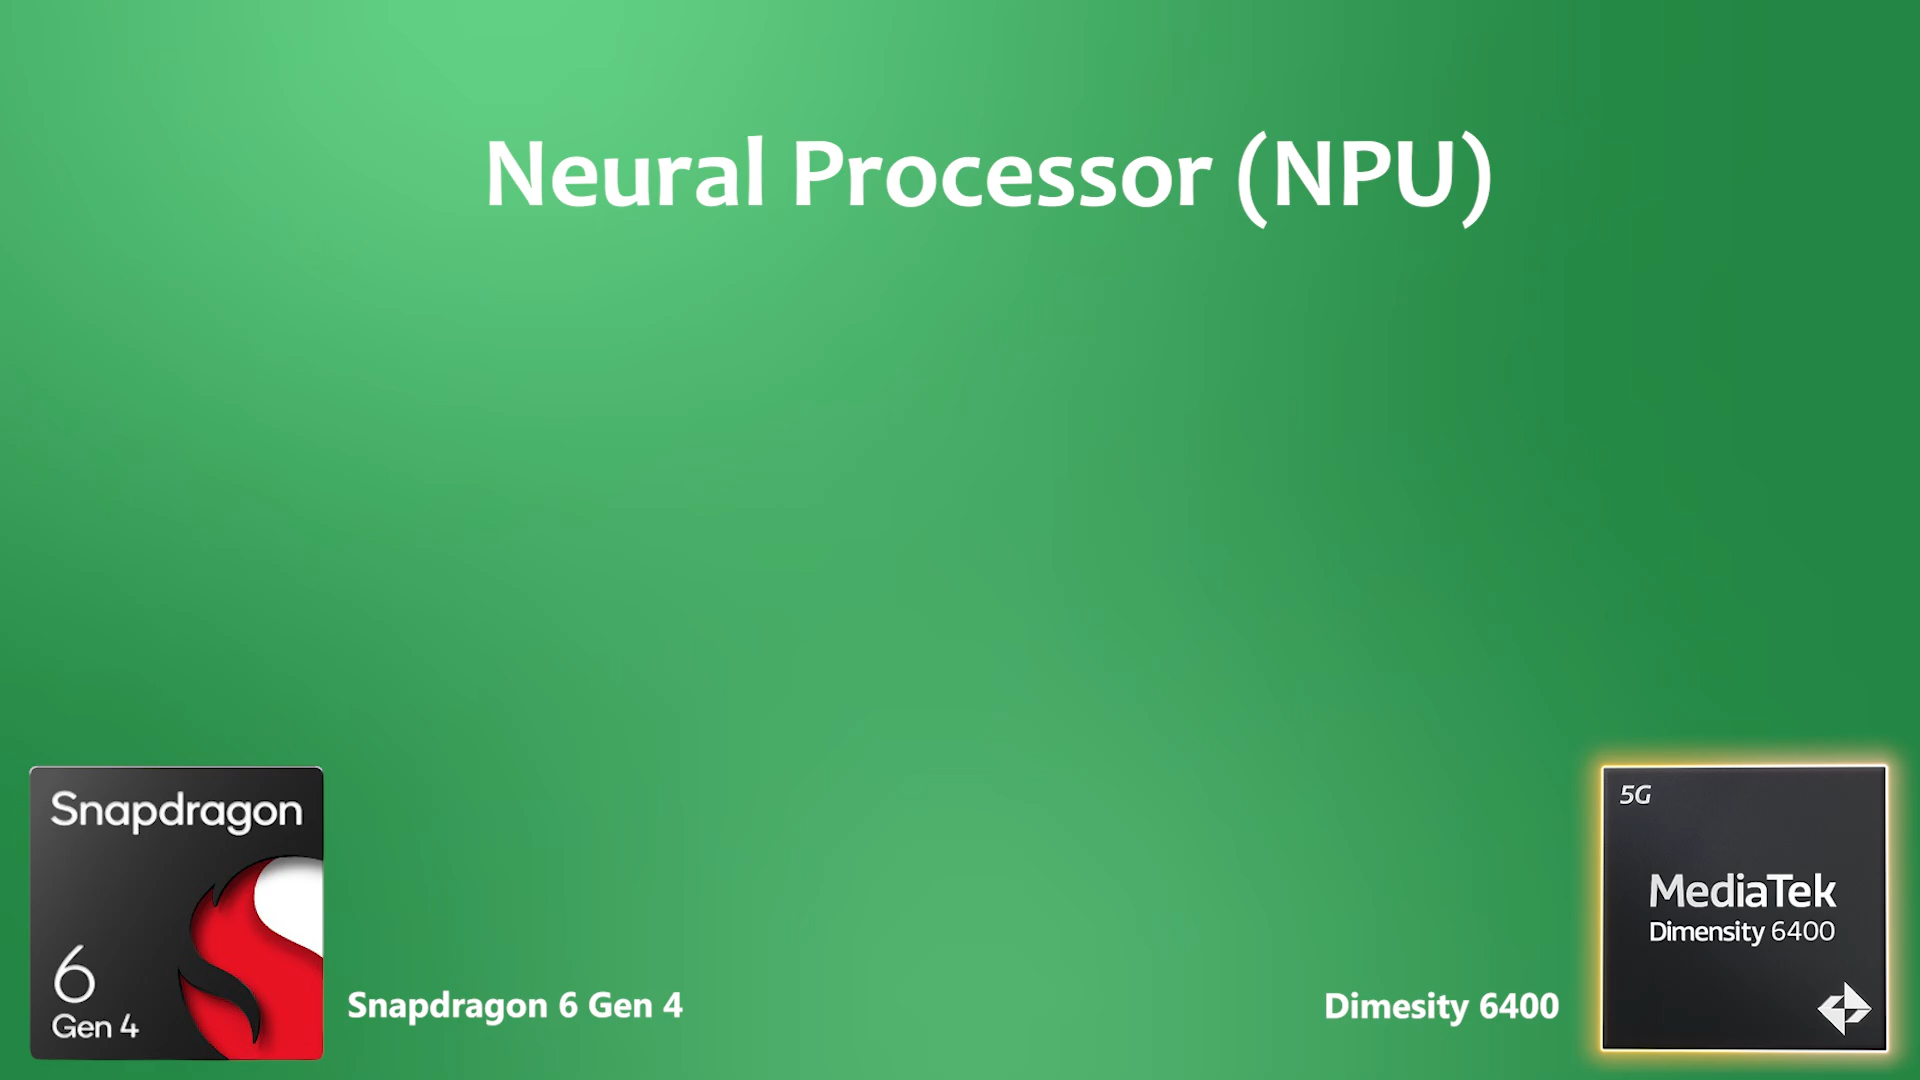 Neural Processor (NPU)
Snapdragon
6
Gen 4
Snapdragon 6 Gen 4
Dimesity 6400
5G
MediaTek
Dimensity 6400